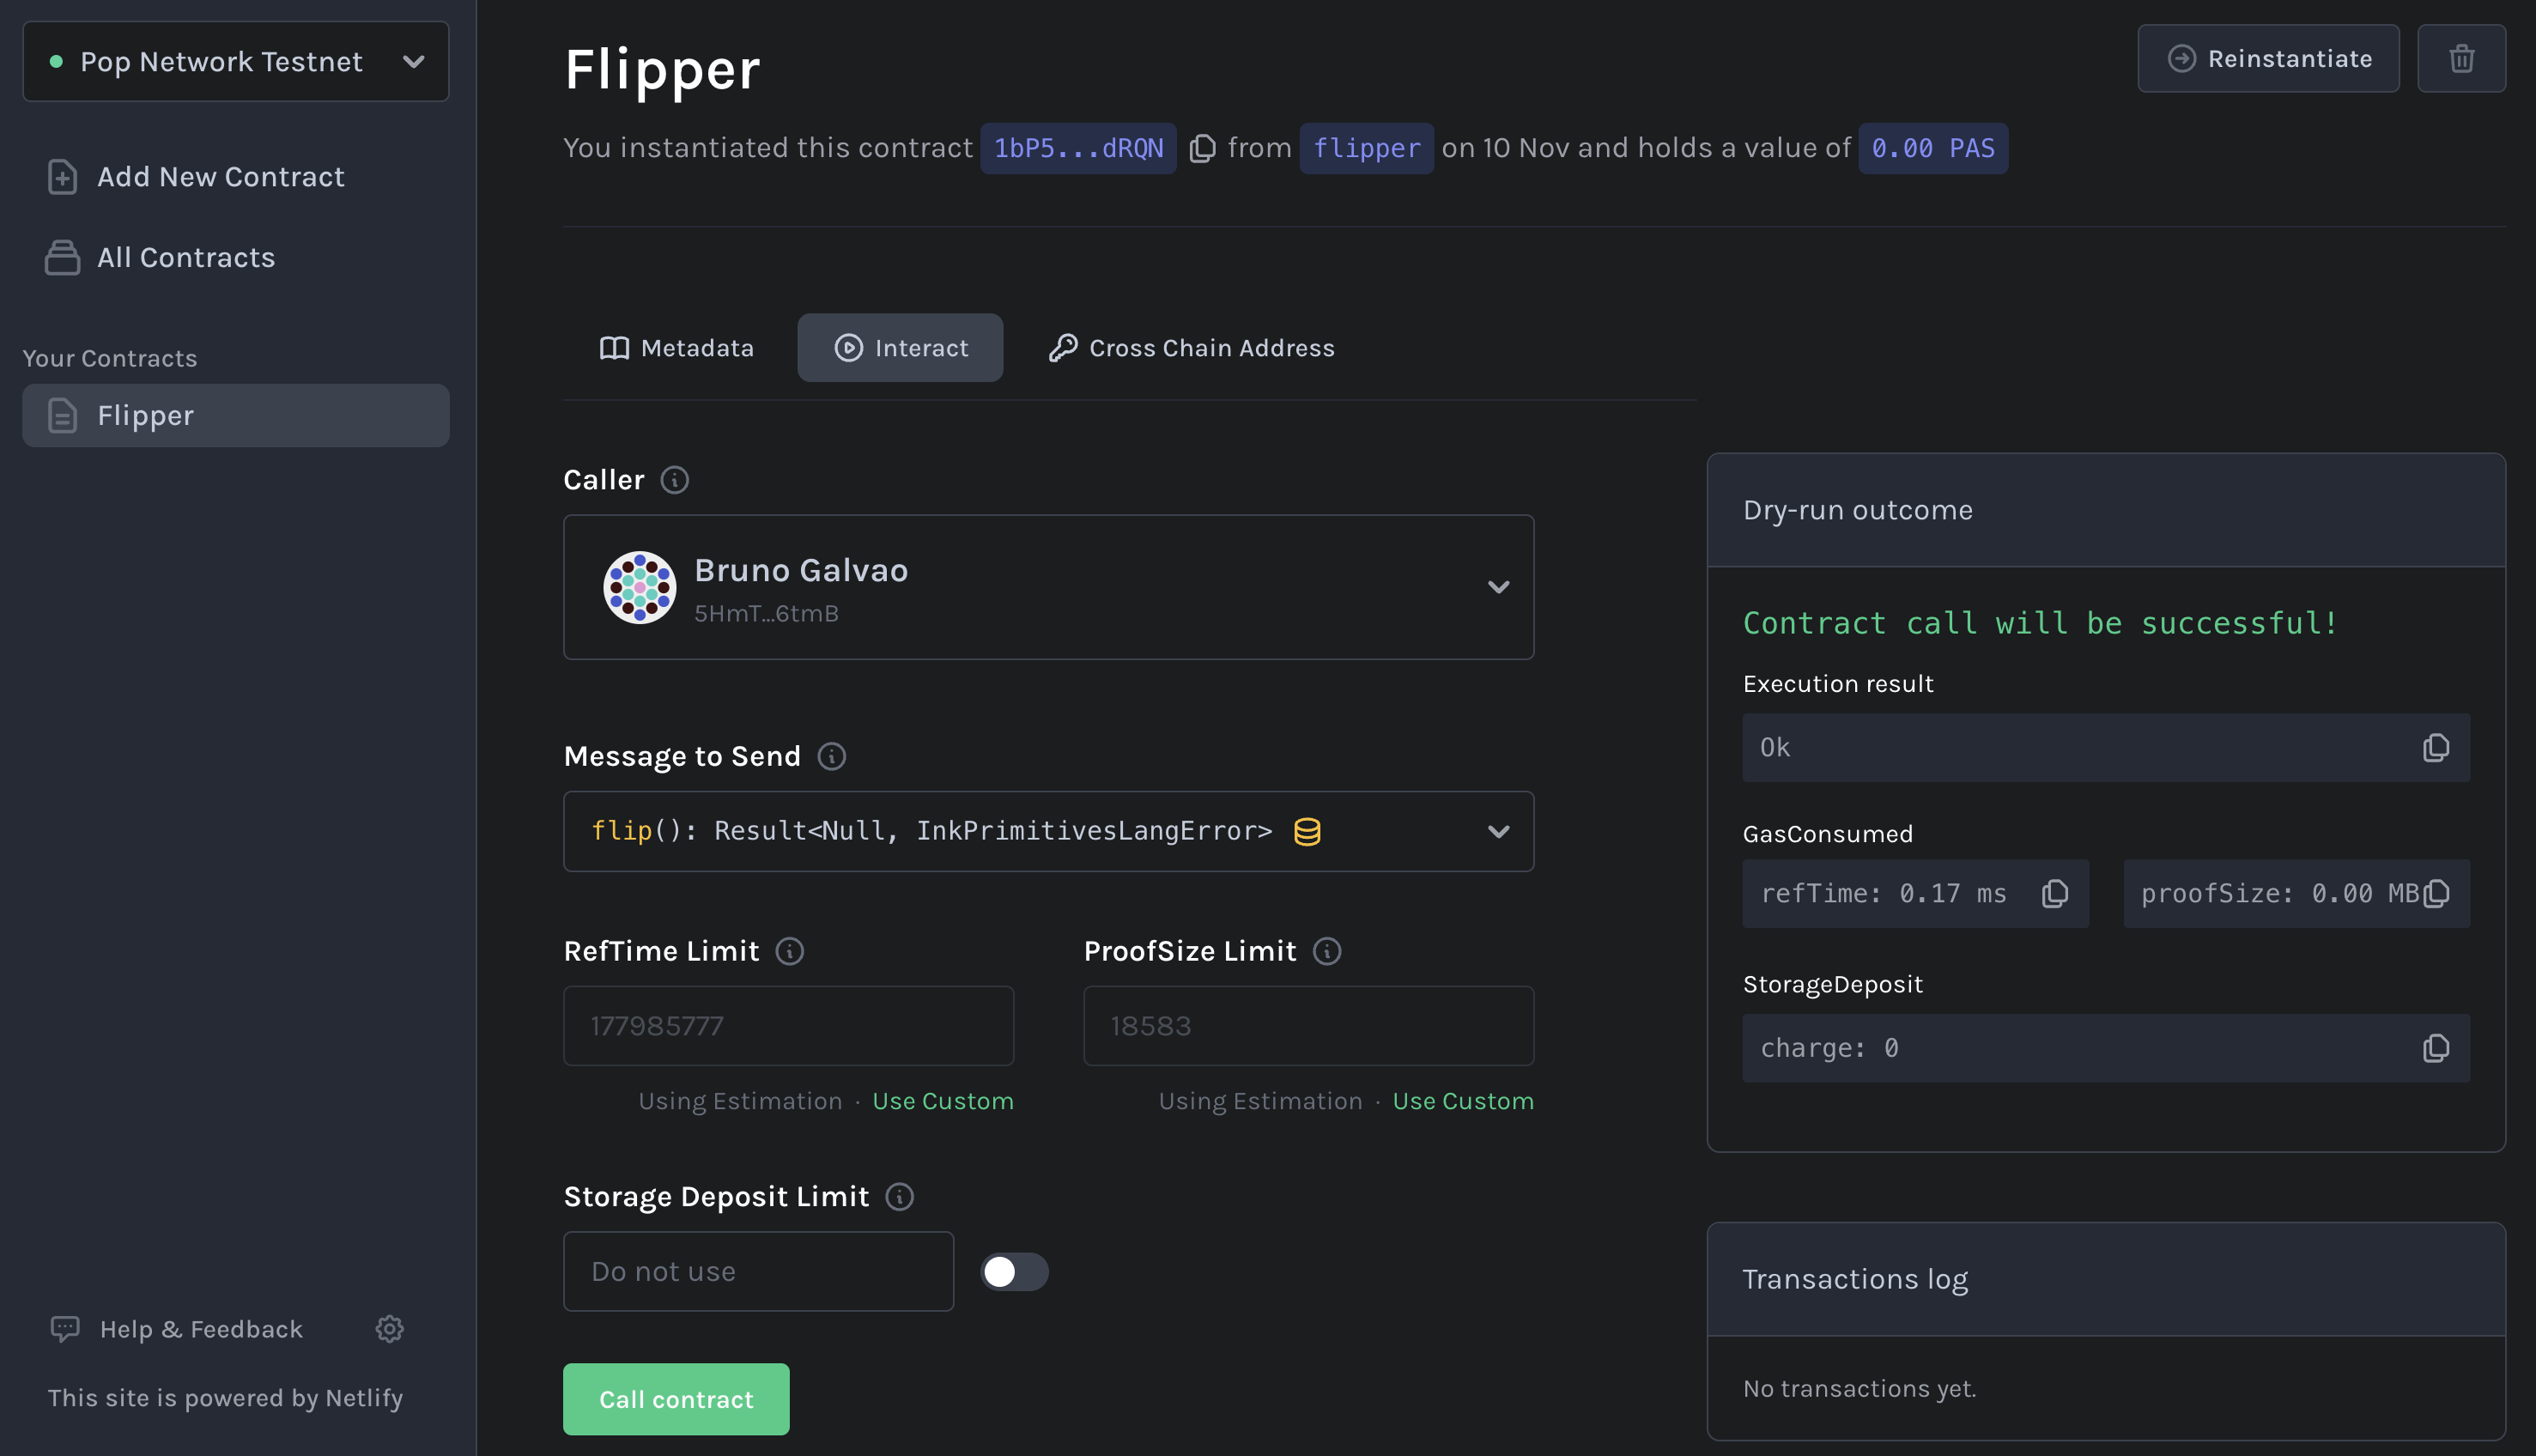 Pop Network Testnet
Add New Contract
All Contracts
Your Contracts
Flipper
Help & Feedback
This site is powered by Netlify
Flipper
Reinstantiate
You instantiated this contract 1bP5...dRQN from flipper on 10 Nov and holds a value of 0.00 PAS
Metadata
Interact
Cross Chain Address
Caller
Bruno Galvao
5HmT...6tmB
Message to Send
flip(): Result<Null, InkPrimitivesLangError>
RefTime Limit
177985777
Using Estimation · Use Custom
ProofSize Limit
18583
Using Estimation · Use Custom
Storage Deposit Limit
Do not use
Call contract
Dry-run outcome
Contract call will be successful!
Execution result
Ok
GasConsumed
refTime: 0.17 ms
proofSize: 0.00 MB
StorageDeposit
charge: 0
Transactions log
No transactions yet.